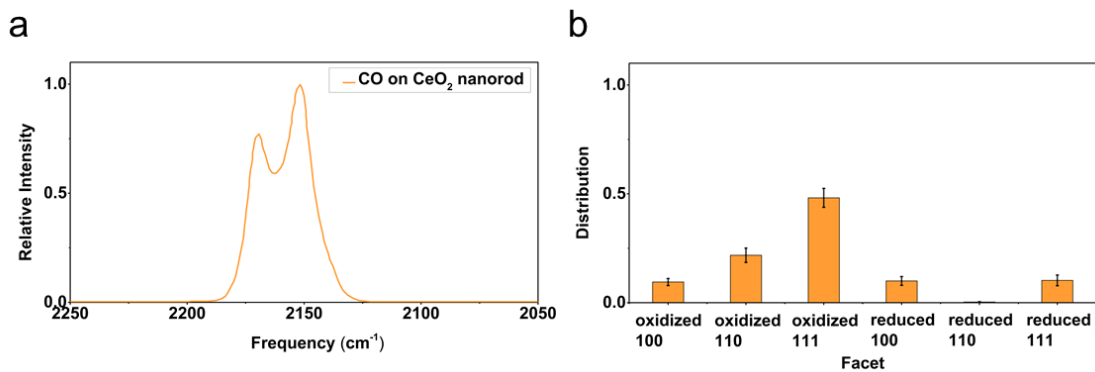 a
CO on CeO₂ nanorod
1.0
0.5
0.0
Relative Intensity
2250
2200
2150
2100
2050
Frequency (cm⁻¹)
b
1.0
0.5
0.0
Distribution
oxidized
100
oxidized
110
oxidized
111
reduced
100
reduced
110
reduced
111
Facet